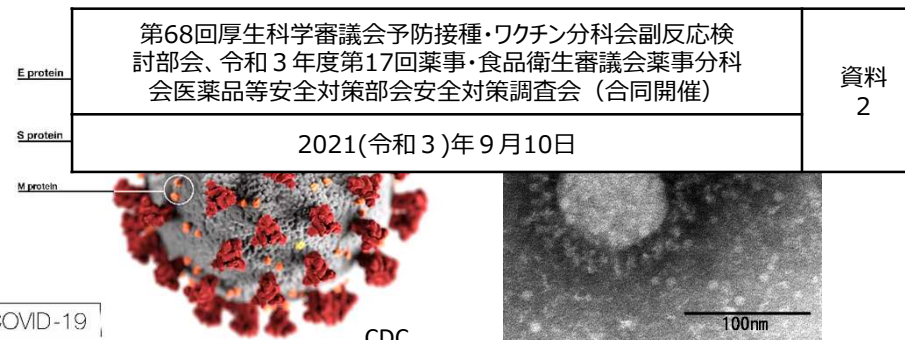 第68回厚生科学審議会予防接種・ワクチン分科会副反応検
討部会、令和３年度第17回薬事・食品衛生審議会薬事分科
会医薬品等安全対策部会安全対策調査会（合同開催）
資料
2
2021(令和３)年９月10日
E protein
S protein
M protein
COVID-19
CDC
100nm